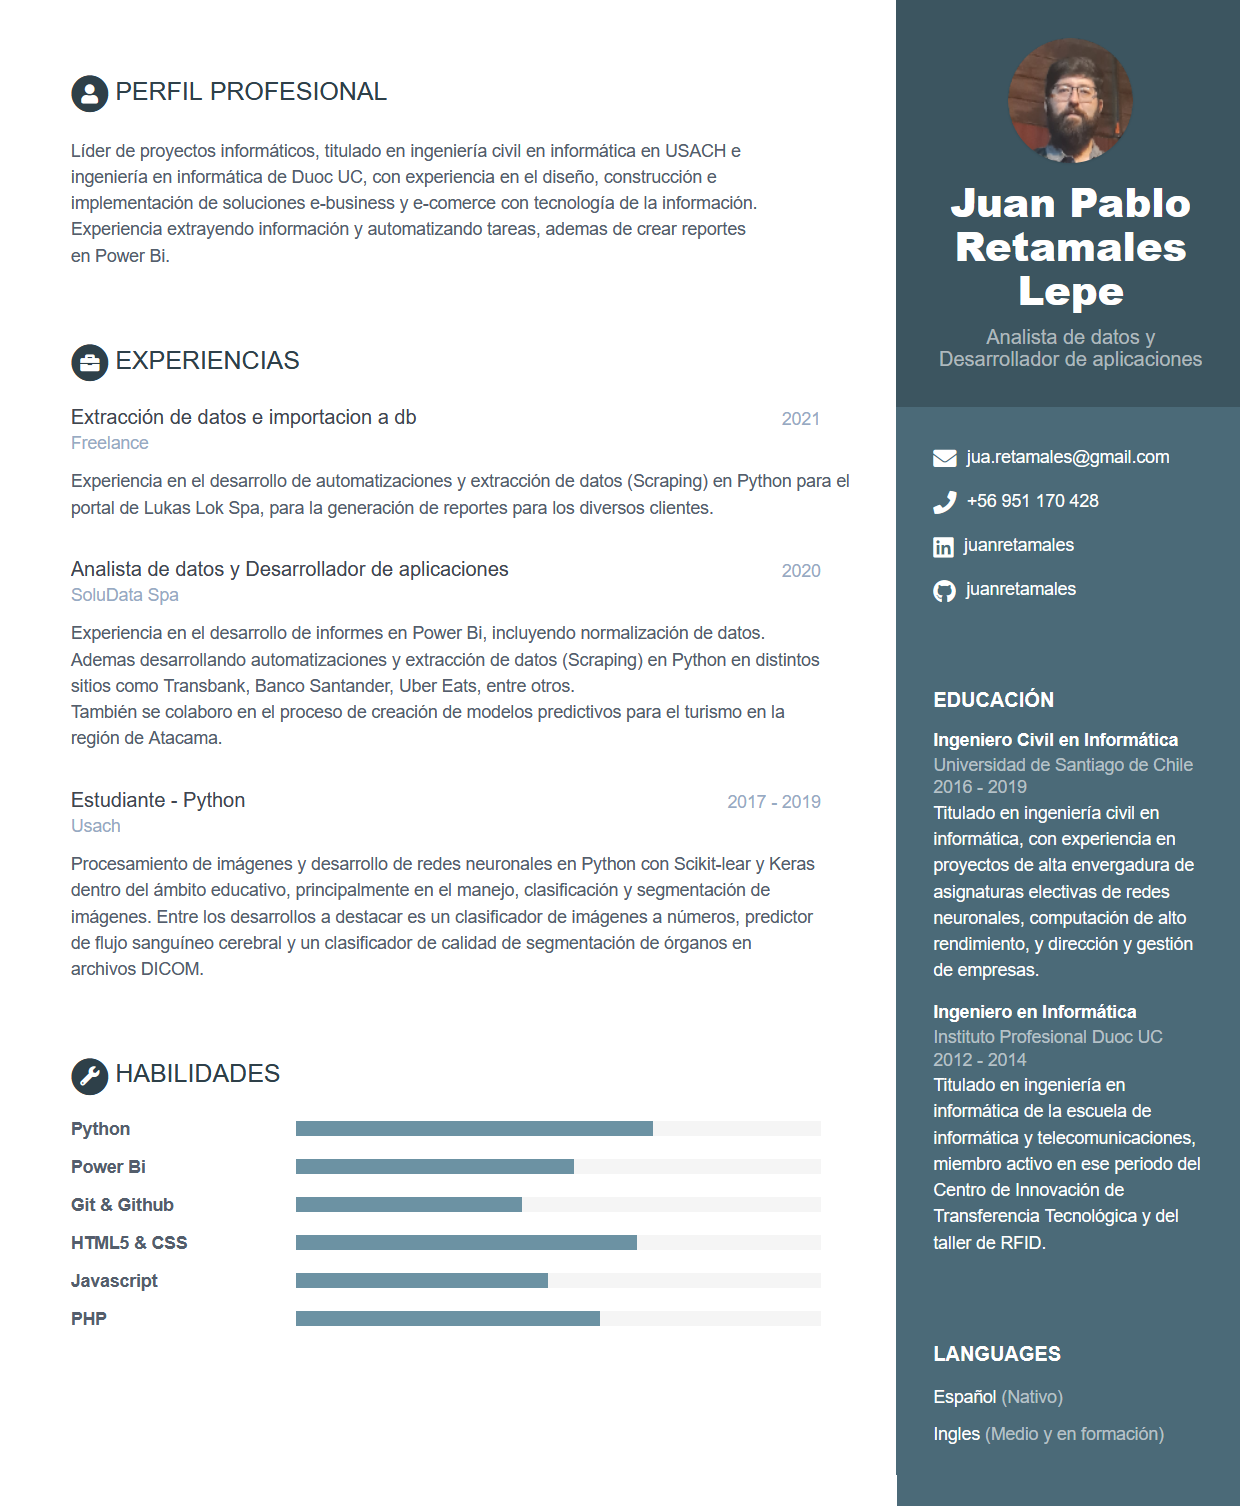 PERFIL PROFESIONAL
Líder de proyectos informáticos, titulado en ingeniería civil en informática en USACH e
ingeniería en informática de Duoc UC, con experiencia en el diseño, construcción e
implementación de soluciones e-business y e-comerce con tecnología de la información.
Experiencia extrayendo información y automatizando tareas, ademas de crear reportes
en Power Bi.
EXPERIENCIAS
Extracción de datos e importacion a db 2021
Freelance
Experiencia en el desarrollo de automatizaciones y extracción de datos (Scraping) en Python para el
portal de Lukas Lok Spa, para la generación de reportes para los diversos clientes.
Analista de datos y Desarrollador de aplicaciones 2020
SoluData Spa
Experiencia en el desarrollo de informes en Power Bi, incluyendo normalización de datos.
Ademas desarrollando automatizaciones y extracción de datos (Scraping) en Python en distintos
sitios como Transbank, Banco Santander, Uber Eats, entre otros.
También se colaboro en el proceso de creación de modelos predictivos para el turismo en la
región de Atacama.
Estudiante - Python 2017 - 2019
Usach
Procesamiento de imágenes y desarrollo de redes neuronales en Python con Scikit-lear y Keras
dentro del ámbito educativo, principalmente en el manejo, clasificación y segmentación de
imágenes. Entre los desarrollos a destacar es un clasificador de imágenes a números, predictor
de flujo sanguíneo cerebral y un clasificador de calidad de segmentación de órganos en
archivos DICOM.
HABILIDADES
Python
Power Bi
Git & Github
HTML5 & CSS
Javascript
PHP
Juan Pablo
Retamales
Lepe
Analista de datos y
Desarrollador de aplicaciones
jua.retamales@gmail.com
+56 951 170 428
juanretamales
juanretamales
EDUCACIÓN
Ingeniero Civil en Informática
Universidad de Santiago de Chile
2016 - 2019
Titulado en ingeniería civil en
informática, con experiencia en
proyectos de alta envergadura de
asignaturas electivas de redes
neuronales, computación de alto
rendimiento, y dirección y gestión
de empresas.
Ingeniero en Informática
Instituto Profesional Duoc UC
2012 - 2014
Titulado en ingeniería en
informática de la escuela de
informática y telecomunicaciones,
miembro activo en ese periodo del
Centro de Innovación de
Transferencia Tecnológica y del
taller de RFID.
LANGUAGES
Español (Nativo)
Ingles (Medio y en formación)